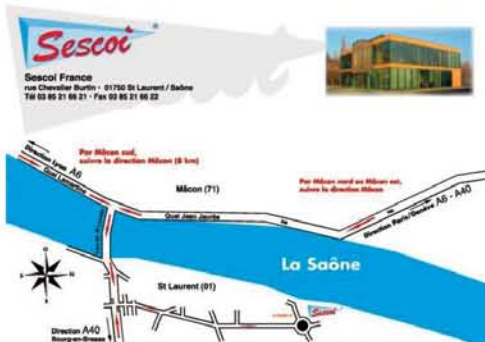 Sescoi
Sescoi France
rue Chevalier Burtin - 01750 St Laurent / Saône
Tél 03 85 21 66 21 - Fax 03 85 21 66 22
Direction Lyon A6
Quai Lamartine
Par Mâcon sud,
suivre la direction Mâcon (8 km)
Mâcon (71)
Par Mâcon nord ou Mâcon est,
suivre la direction Mâcon
Quai Jean Jaurès
Direction Paris/Genève A6 - A40
La Saône
St Laurent (01)
O
N
S
E
Sescoi
Direction A40
Bourg-en-Bresse